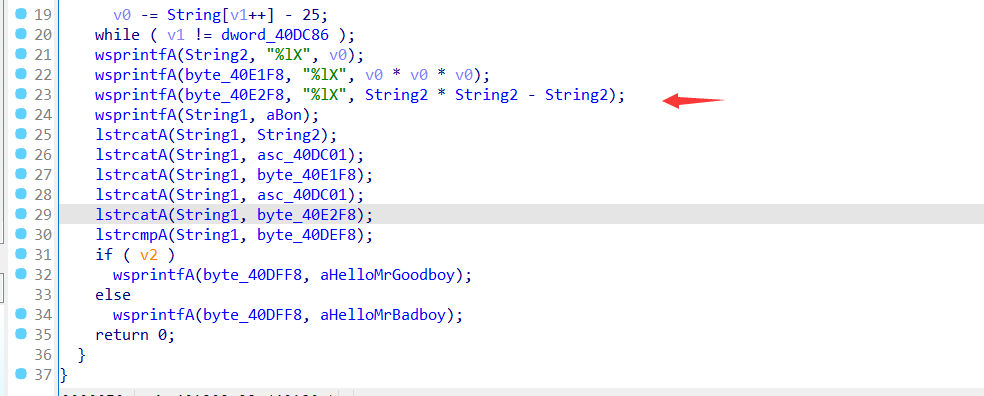 19 v0 -= String[v1++] - 25;
20 while ( v1 != dword_40DC86 );
21 wsprintfA(String2, "%lX", v0);
22 wsprintfA(byte_40E1F8, "%lX", v0 * v0 * v0);
23 wsprintfA(byte_40E2F8, "%lX", String2 * String2 - String2);
24 wsprintfA(String1, aBon);
25 lstrcatA(String1, String2);
26 lstrcatA(String1, asc_40DC01);
27 lstrcatA(String1, byte_40E1F8);
28 lstrcatA(String1, asc_40DC01);
29 lstrcatA(String1, byte_40E2F8);
30 lstrcmpA(String1, byte_40DEF8);
31 if ( v2 )
32 wsprintfA(byte_40DFF8, aHelloMrGoodboy);
33 else
34 wsprintfA(byte_40DFF8, aHelloMrBadboy);
35 return 0;
36 }
37 }